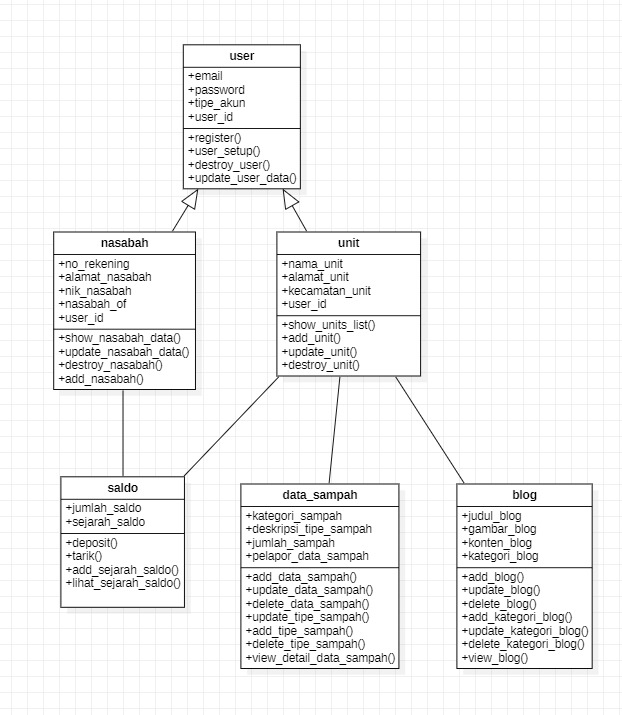 user
+email
+password
+tipe_akun
+user_id
+register()
+user_setup()
+destroy_user()
+update_user_data()
nasabah
+no_rekening
+alamat_nasabah
+nik_nasabah
+nasabah_of
+user_id
+show_nasabah_data()
+update_nasabah_data()
+destroy_nasabah()
+add_nasabah()
unit
+nama_unit
+alamat_unit
+kecamatan_unit
+user_id
+show_units_list()
+add_unit()
+update_unit()
+destroy_unit()
saldo
+jumlah_saldo
+sejarah_saldo
+deposit()
+tarik()
+add_sejarah_saldo()
+lihat_sejarah_saldo()
data_sampah
+kategori_sampah
+deskripsi_tipe_sampah
+jumlah_sampah
+pelapor_data_sampah
+add_data_sampah()
+update_data_sampah()
+delete_data_sampah()
+update_tipe_sampah()
+add_tipe_sampah()
+delete_tipe_sampah()
+view_detail_data_sampah()
blog
+judul_blog
+gambar_blog
+konten_blog
+kategori_blog
+add_blog()
+update_blog()
+delete_blog()
+add_kategori_blog()
+update_kategori_blog()
+delete_kategori_blog()
+view_blog()